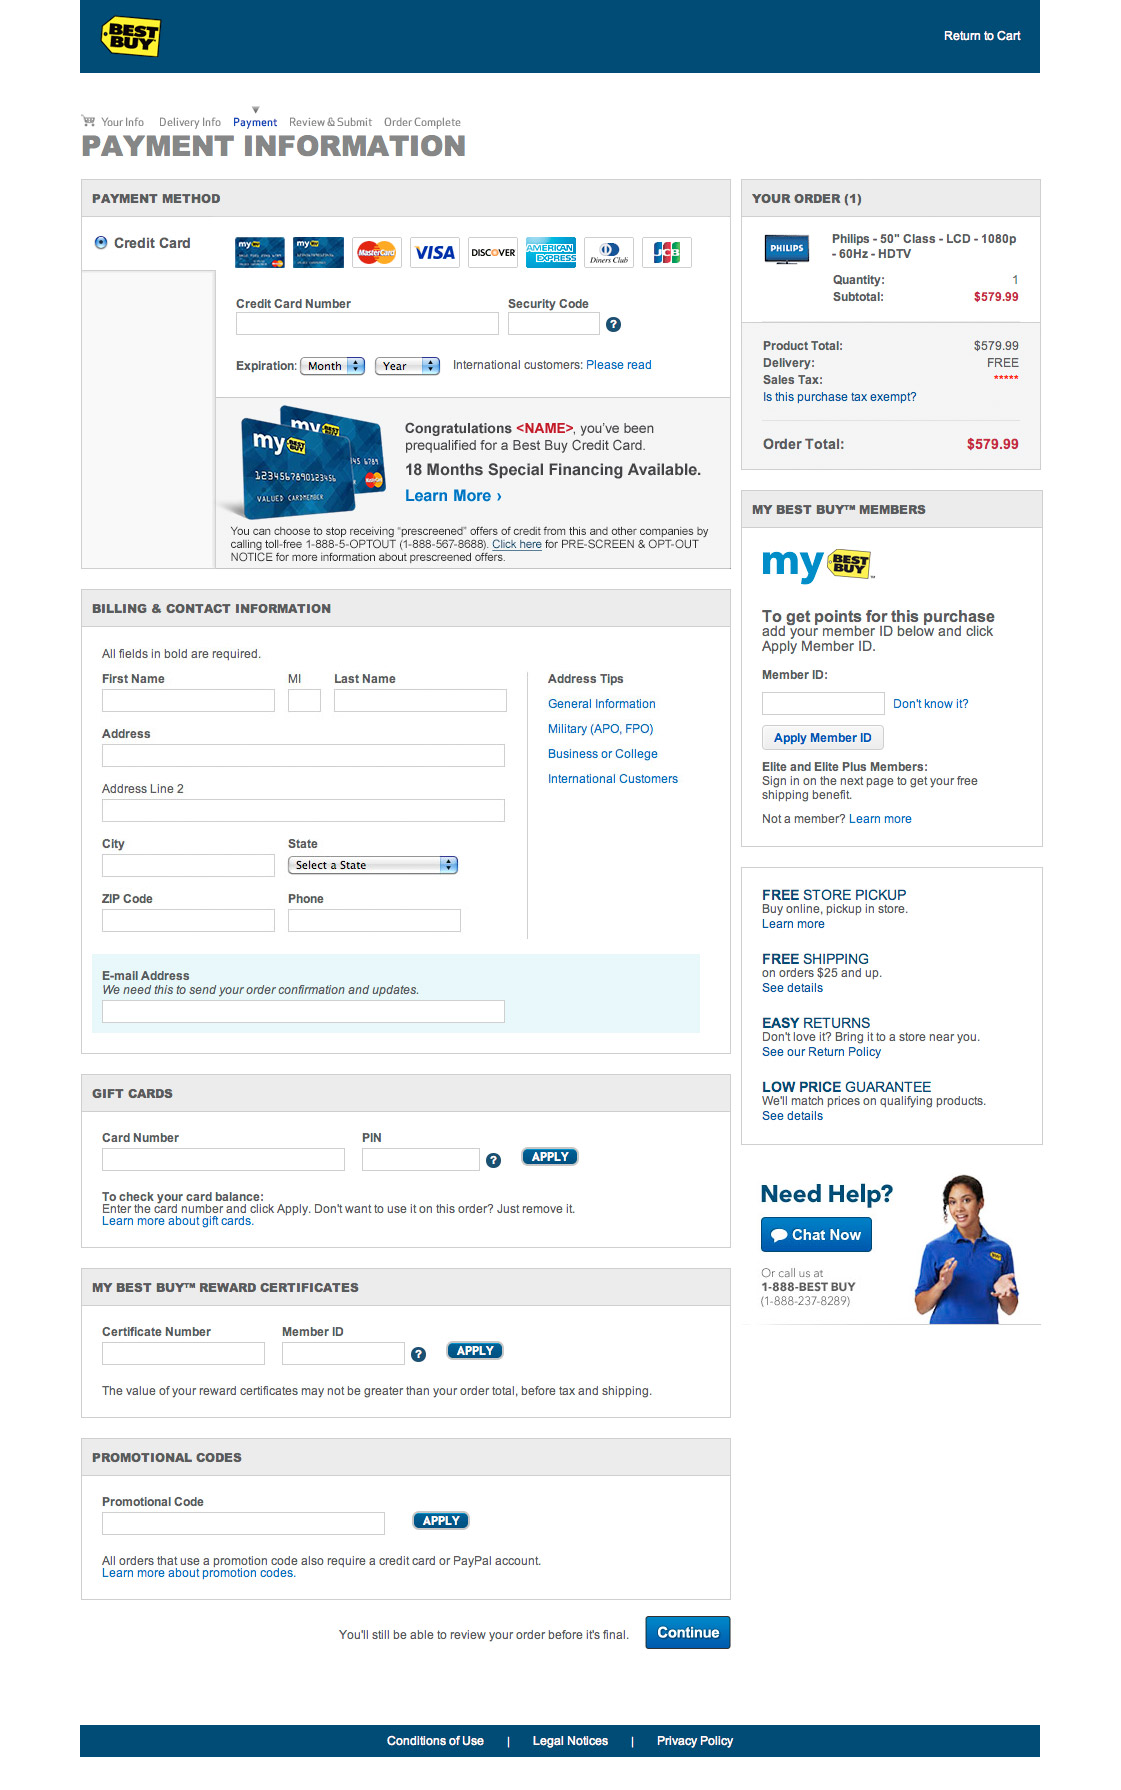 BEST BUY
Return to Cart
Your Info Delivery Info Payment Review & Submit Order Complete
PAYMENT INFORMATION
PAYMENT METHOD
Credit Card
my BEST BUY my BEST BUY MasterCard VISA DISCOVER AMERICAN EXPRESS Diners Club JCB
Credit Card Number Security Code
?
Expiration: Month Year International customers: Please read
my BEST BUY
my BEST BUY
1234567890123456
345 6789
MasterCard
VALUED CARDMEMBER
Congratulations <NAME>, you've been
prequalified for a Best Buy Credit Card.
18 Months Special Financing Available.
Learn More ›
You can choose to stop receiving "prescreened" offers of credit from this and other companies by
calling toll-free 1-888-5-OPTOUT (1-888-567-8688). Click here for PRE-SCREEN & OPT-OUT
NOTICE for more information about prescreened offers.
BILLING & CONTACT INFORMATION
All fields in bold are required.
First Name MI Last Name
Address
Address Line 2
City State
Select a State
ZIP Code Phone
Address Tips
General Information
Military (APO, FPO)
Business or College
International Customers
E-mail Address
We need this to send your order confirmation and updates.
GIFT CARDS
Card Number PIN
? APPLY
To check your card balance:
Enter the card number and click Apply. Don't want to use it on this order? Just remove it.
Learn more about gift cards.
MY BEST BUY™ REWARD CERTIFICATES
Certificate Number Member ID
? APPLY
The value of your reward certificates may not be greater than your order total, before tax and shipping.
PROMOTIONAL CODES
Promotional Code
APPLY
All orders that use a promotion code also require a credit card or PayPal account.
Learn more about promotion codes.
You'll still be able to review your order before it's final. Continue
YOUR ORDER (1)
PHILIPS
Philips - 50" Class - LCD - 1080p
- 60Hz - HDTV
Quantity: 1
Subtotal: $579.99
Product Total: $579.99
Delivery: FREE
Sales Tax: *****
Is this purchase tax exempt?
Order Total: $579.99
MY BEST BUY™ MEMBERS
my BEST BUY™
To get points for this purchase
add your member ID below and click
Apply Member ID.
Member ID:
Don't know it?
Apply Member ID
Elite and Elite Plus Members:
Sign in on the next page to get your free
shipping benefit.
Not a member? Learn more
FREE STORE PICKUP
Buy online, pickup in store.
Learn more
FREE SHIPPING
on orders $25 and up.
See details
EASY RETURNS
Don't love it? Bring it to a store near you.
See our Return Policy
LOW PRICE GUARANTEE
We'll match prices on qualifying products.
See details
Need Help?
Chat Now
Or call us at
1-888-BEST BUY
(1-888-237-8289)
Conditions of Use | Legal Notices | Privacy Policy